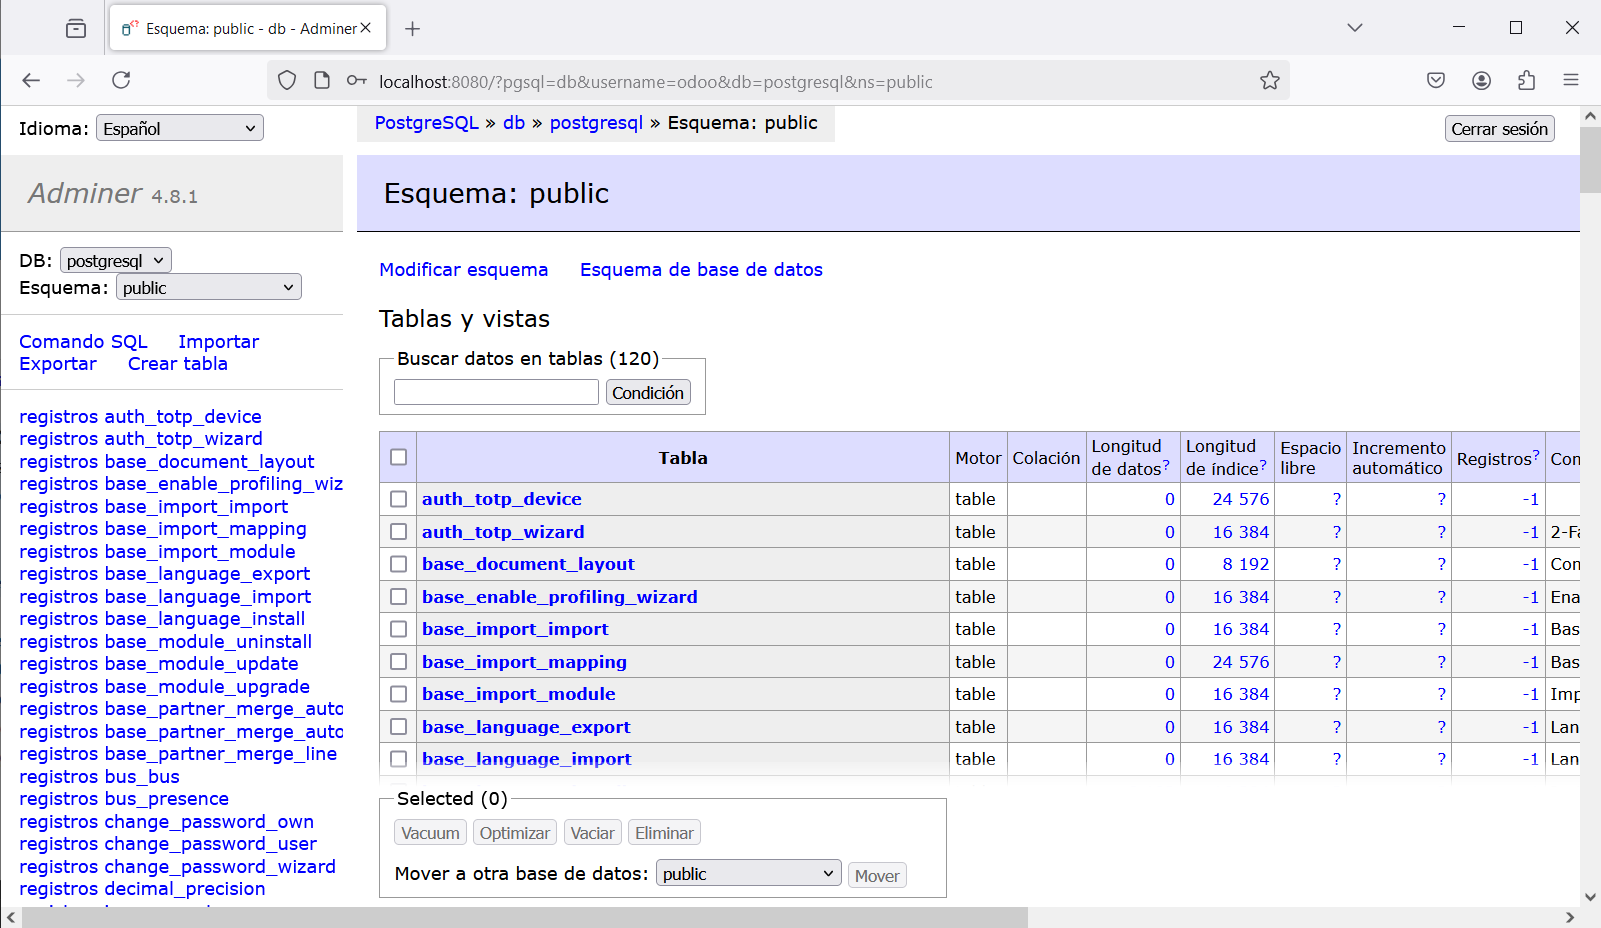 Esquema: public - db - Adminer
localhost:8080/?pgsql=db&username=odoo&db=postgresql&ns=public
Idioma: Español
PostgreSQL » db » postgresql » Esquema: public
Cerrar sesión
Adminer 4.8.1
Esquema: public
DB: postgresql
Esquema: public
Comando SQL Importar
Exportar Crear tabla
registros auth_totp_device
registros auth_totp_wizard
registros base_document_layout
registros base_enable_profiling_wiz
registros base_import_import
registros base_import_mapping
registros base_import_module
registros base_language_export
registros base_language_import
registros base_language_install
registros base_module_uninstall
registros base_module_update
registros base_module_upgrade
registros base_partner_merge_auto
registros base_partner_merge_auto
registros base_partner_merge_line
registros bus_bus
registros bus_presence
registros change_password_own
registros change_password_user
registros change_password_wizard
registros decimal_precision
Modificar esquema Esquema de base de datos
Tablas y vistas
Buscar datos en tablas (120)
Condición
Tabla Motor Colación Longitud de datos? Longitud de índice? Espacio libre Incremento automático Registros? Con
auth_totp_device table 0 24 576 ? ? -1
auth_totp_wizard table 0 16 384 ? ? -1 2-Fa
base_document_layout table 0 8 192 ? ? -1 Con
base_enable_profiling_wizard table 0 16 384 ? ? -1 Ena
base_import_import table 0 16 384 ? ? -1 Bas
base_import_mapping table 0 24 576 ? ? -1 Bas
base_import_module table 0 16 384 ? ? -1 Imp
base_language_export table 0 16 384 ? ? -1 Lan
base_language_import table 0 16 384 ? ? -1 Lan
Selected (0)
Vacuum Optimizar Vaciar Eliminar
Mover a otra base de datos: public Mover